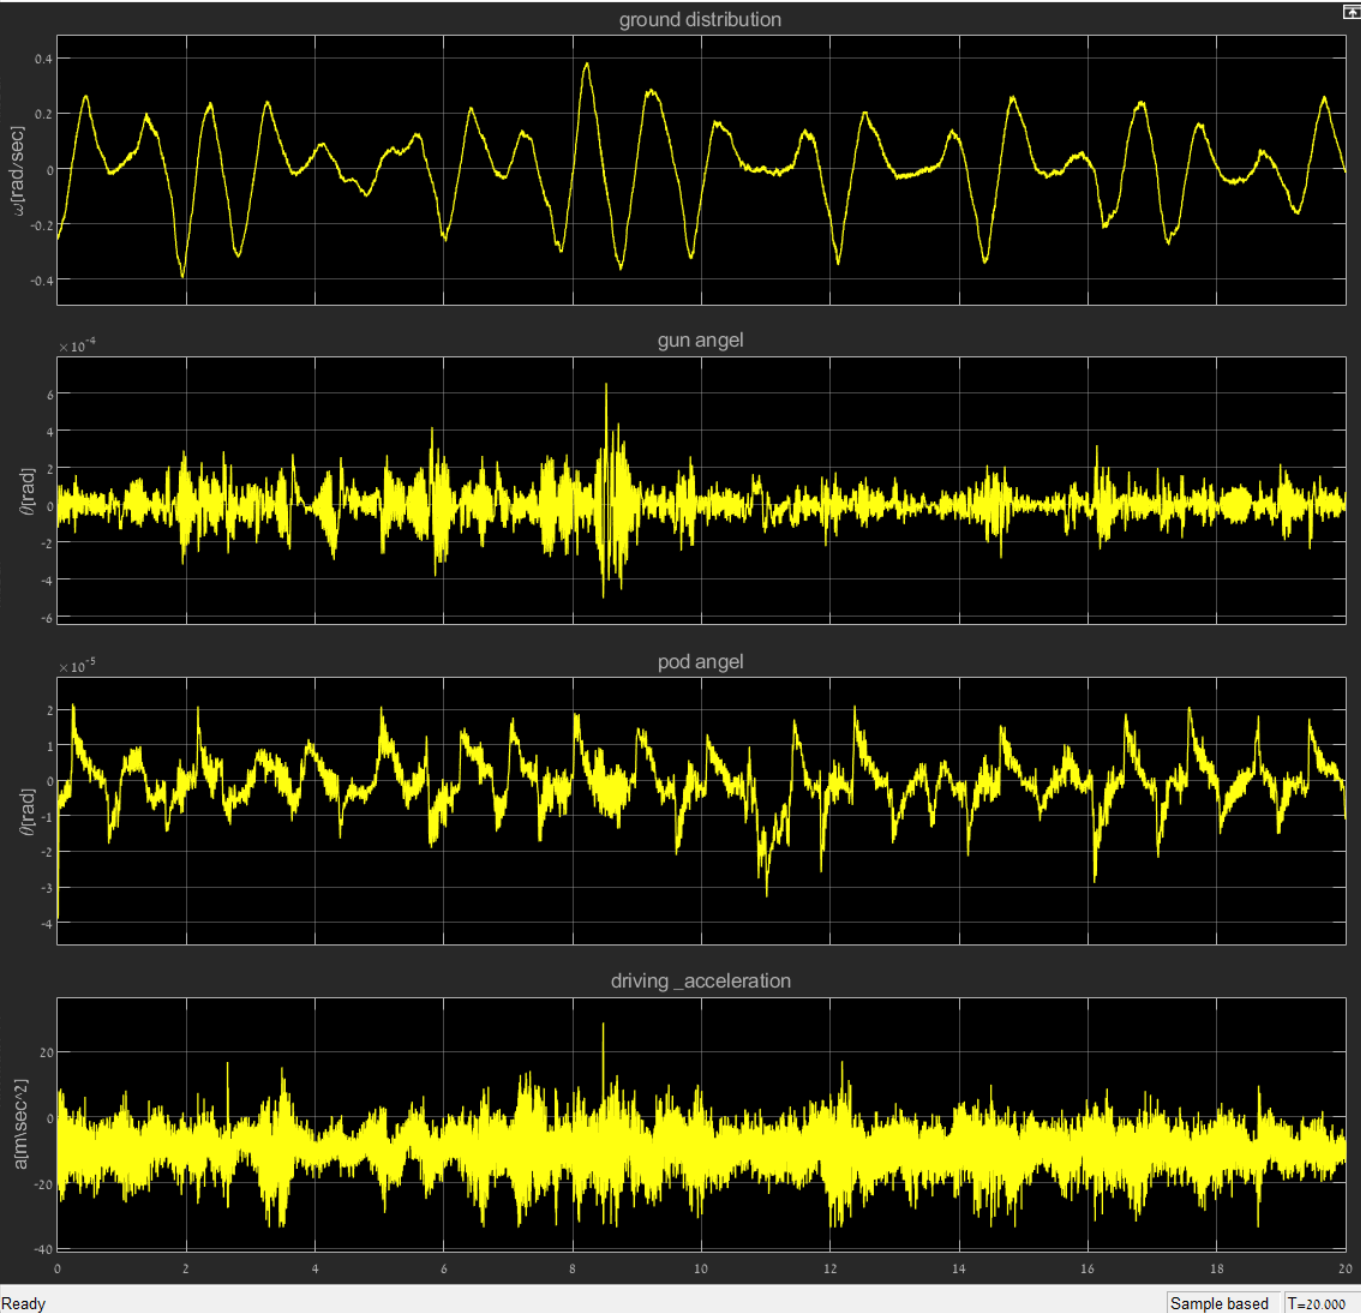 ground distribution
0.4
0.2
0
-0.2
-0.4
ω[rad/sec]
gun angel
×10⁻⁴
6
4
2
0
-2
-4
-6
θ[rad]
pod angel
×10⁻⁵
2
1
0
-1
-2
-3
-4
θ[rad]
driving _acceleration
20
0
-20
-40
a[m\sec^2]
0 2 4 6 8 10 12 14 16 18 20
Ready Sample based T=20.000